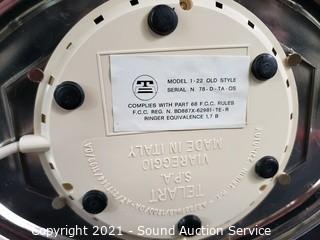 MODEL 1-22 OLD STYLE
SERIAL N 78-D-TA-OS
COMPLIES WITH PART 68 F.C.C. RULES
F.C.C. REG. N. BD887X-62981-TE-R
RINGER EQUIVALENCE 1,7 B
TELART
S.P.A.
VIAREGGIO
MADE IN ITALY
Copyright 2021 - Sound Auction Service